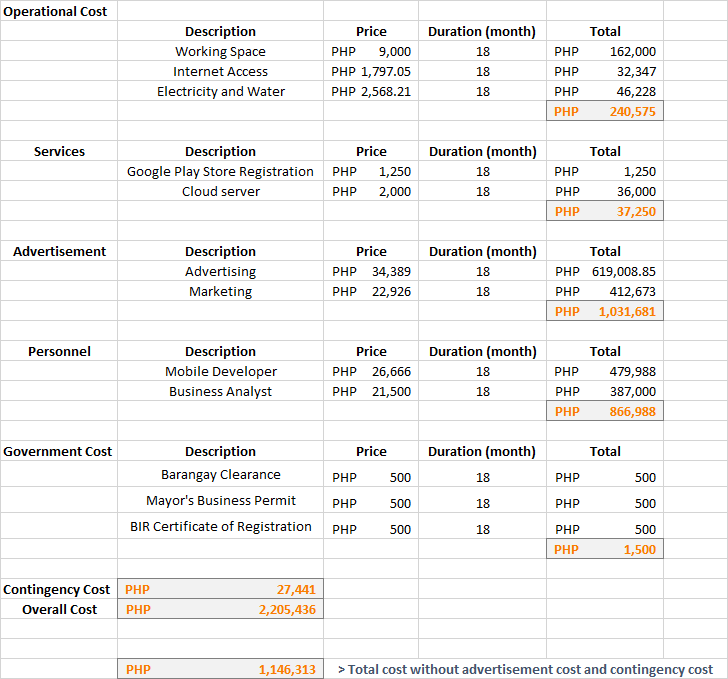 Operational Cost
Description Price Duration (month) Total
Working Space PHP 9,000 18 PHP 162,000
Internet Access PHP 1,797.05 18 PHP 32,347
Electricity and Water PHP 2,568.21 18 PHP 46,228
PHP 240,575
Services Description Price Duration (month) Total
Google Play Store Registration PHP 1,250 18 PHP 1,250
Cloud server PHP 2,000 18 PHP 36,000
PHP 37,250
Advertisement Description Price Duration (month) Total
Advertising PHP 34,389 18 PHP 619,008.85
Marketing PHP 22,926 18 PHP 412,673
PHP 1,031,681
Personnel Description Price Duration (month) Total
Mobile Developer PHP 26,666 18 PHP 479,988
Business Analyst PHP 21,500 18 PHP 387,000
PHP 866,988
Government Cost Description Price Duration (month) Total
Barangay Clearance PHP 500 18 PHP 500
Mayor's Business Permit PHP 500 18 PHP 500
BIR Certificate of Registration PHP 500 18 PHP 500
PHP 1,500
Contingency Cost PHP 27,441
Overall Cost PHP 2,205,436
PHP 1,146,313 > Total cost without advertisement cost and contingency cost